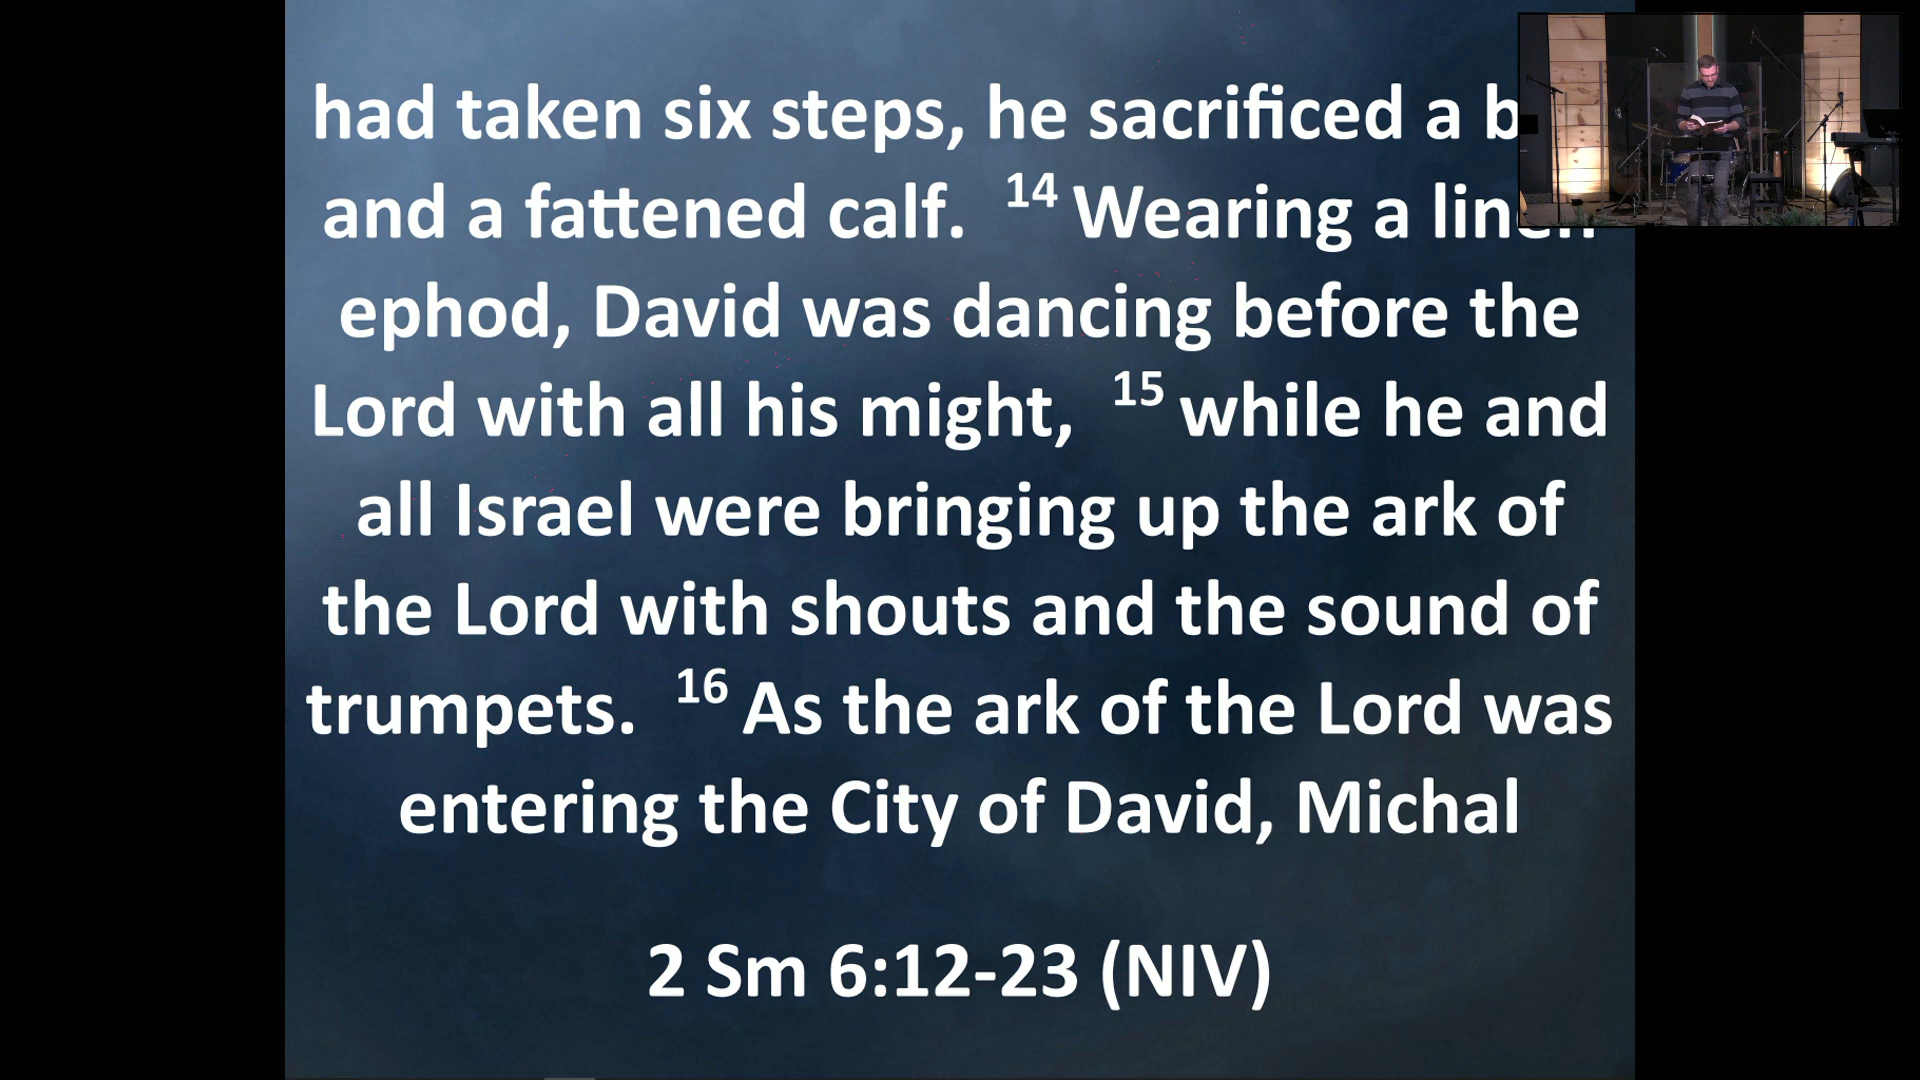 had taken six steps, he sacrificed a
and a fattened calf. 14 Wearing a linen
ephod, David was dancing before the
Lord with all his might, 15 while he and
all Israel were bringing up the ark of
the Lord with shouts and the sound of
trumpets. 16 As the ark of the Lord was
entering the City of David, Michal
2 Sm 6:12-23 (NIV)